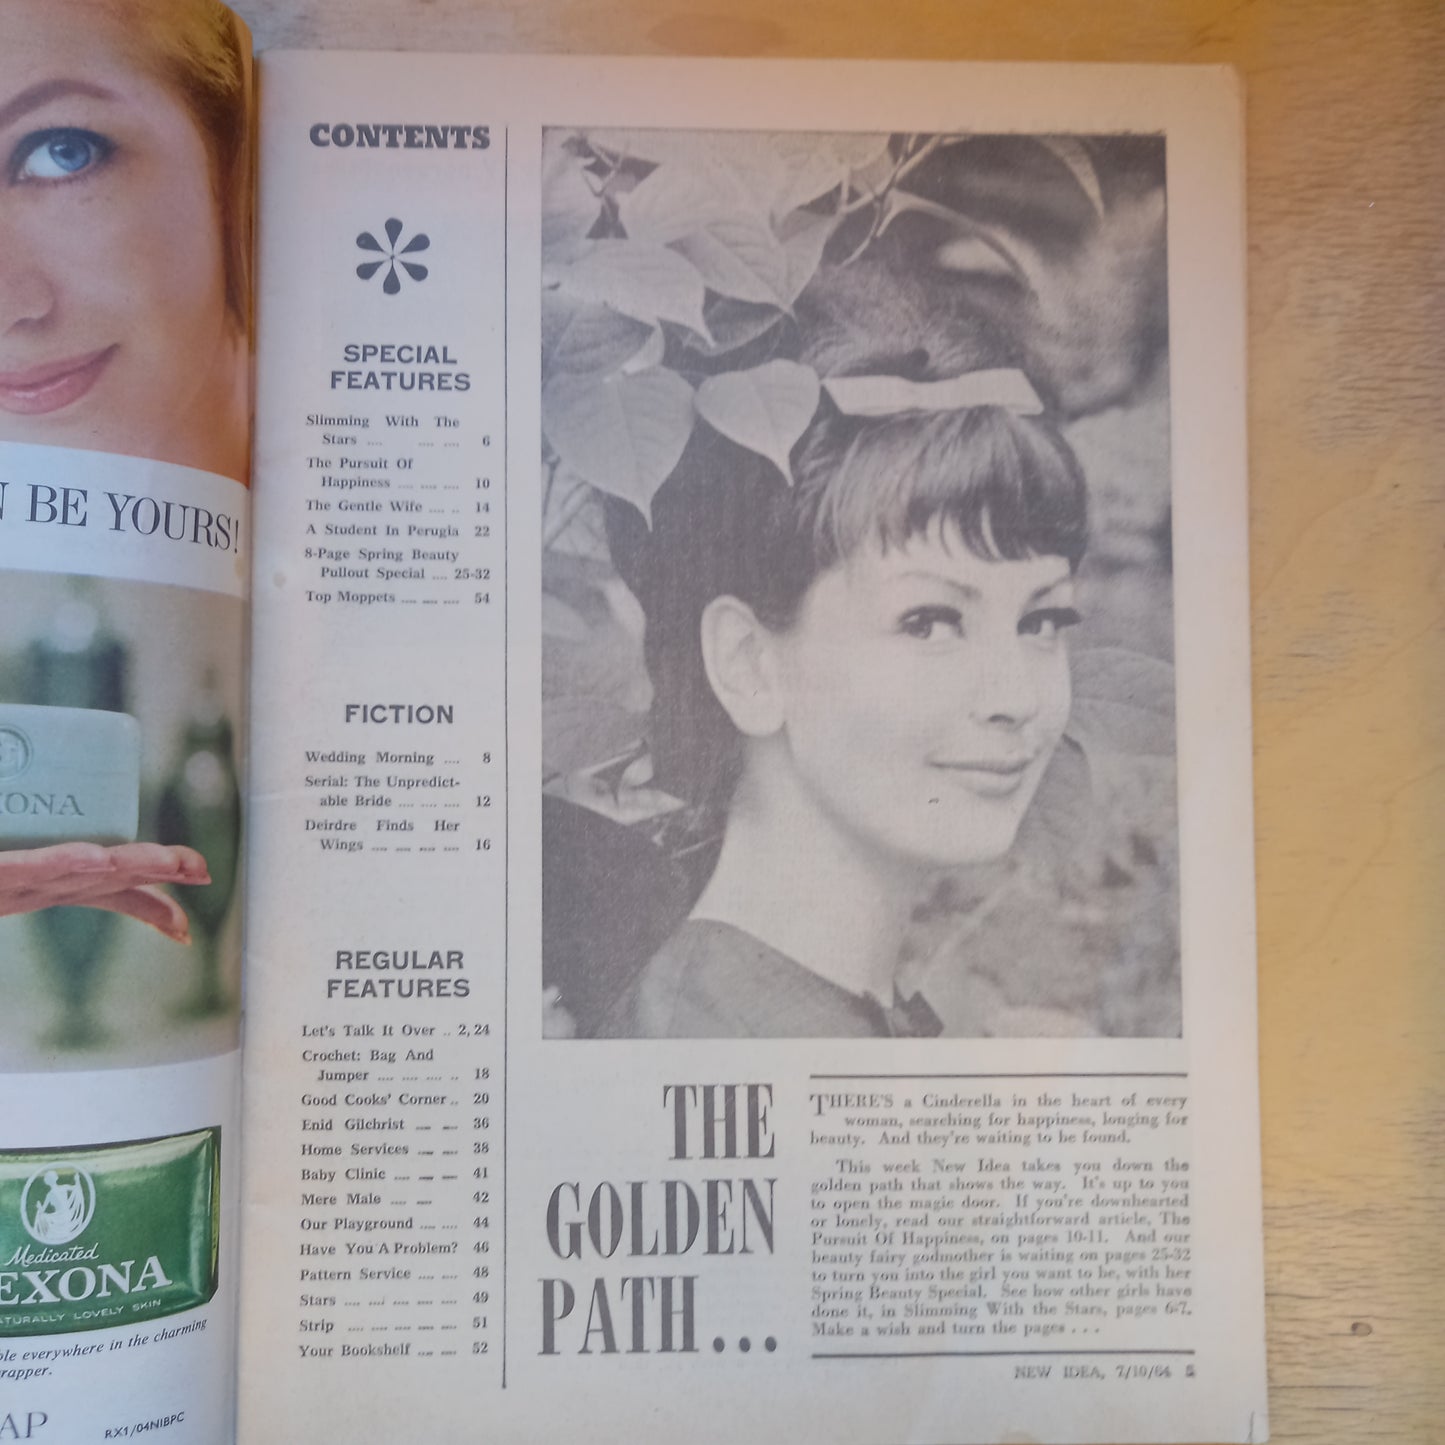 N BE YOURS!
XONA
Medicated
EXONA
NATURALLY LOVELY SKIN
ble everywhere in the charming
rapper.
AP
RX1/04NIBPC
CONTENTS
SPECIAL
FEATURES
Slimming With The
Stars .... .... .... 6
The Pursuit Of
Happiness .... .... .... 10
The Gentle Wife .... .. 14
A Student In Perugia 22
8-Page Spring Beauty
Pullout Special .... 25-32
Top Moppets .... .... .... 54
FICTION
Wedding Morning .... 8
Serial: The Unpredict-
able Bride .... .... .... 12
Deirdre Finds Her
Wings .... .... .... .... 16
REGULAR
FEATURES
Let's Talk It Over .. 2, 24
Crochet: Bag And
Jumper .... .... .... .. 18
Good Cooks' Corner .. 20
Enid Gilchrist .... .... 36
Home Services .... .... 38
Baby Clinic .... .... .... 41
Mere Male .... .... 42
Our Playground .... .... 44
Have You A Problem? 46
Pattern Service .... .... 48
Stars .... .... .... .... .... 49
Strip .... .... .... .... .... 51
Your Bookshelf .... .... 52
THE
GOLDEN
PATH...
THERE'S a Cinderella in the heart of every
woman, searching for happiness, longing for
beauty. And they're waiting to be found.
This week New Idea takes you down the
golden path that shows the way. It's up to you
to open the magic door. If you're downhearted
or lonely, read our straightforward article, The
Pursuit Of Happiness, on pages 10-11. And our
beauty fairy godmother is waiting on pages 25-32
to turn you into the girl you want to be, with her
Spring Beauty Special. See how other girls have
done it, in Slimming With the Stars, pages 6-7.
Make a wish and turn the pages . . .
NEW IDEA, 7/10/64 5